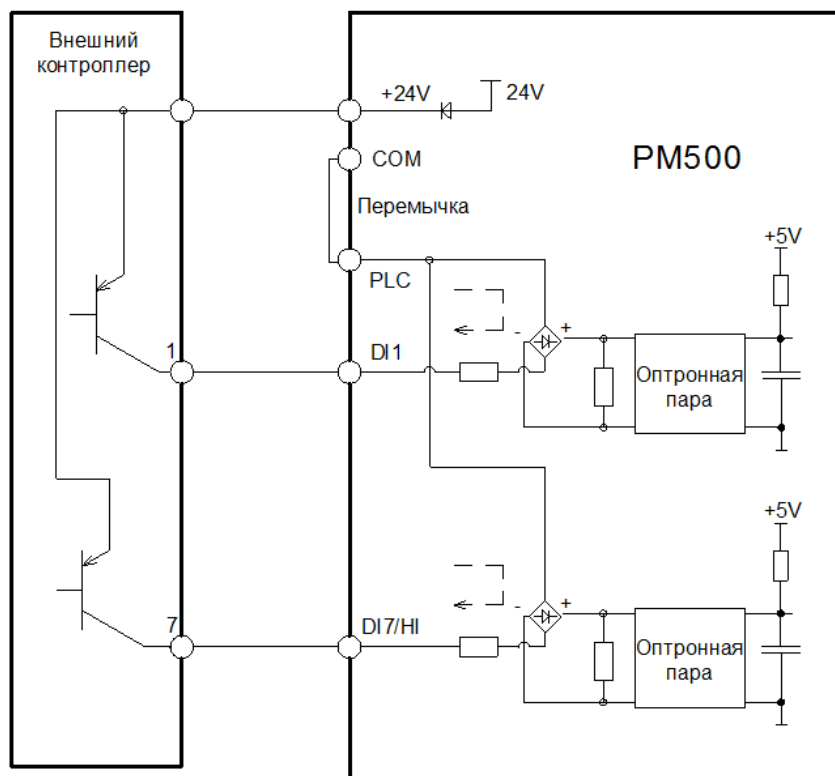 Внешний
контроллер
+24V
24V
COM
PM500
Перемычка
+5V
PLC
- +
1
DI1
Оптронная
пара
+5V
- +
7
DI7/HI
Оптронная
пара